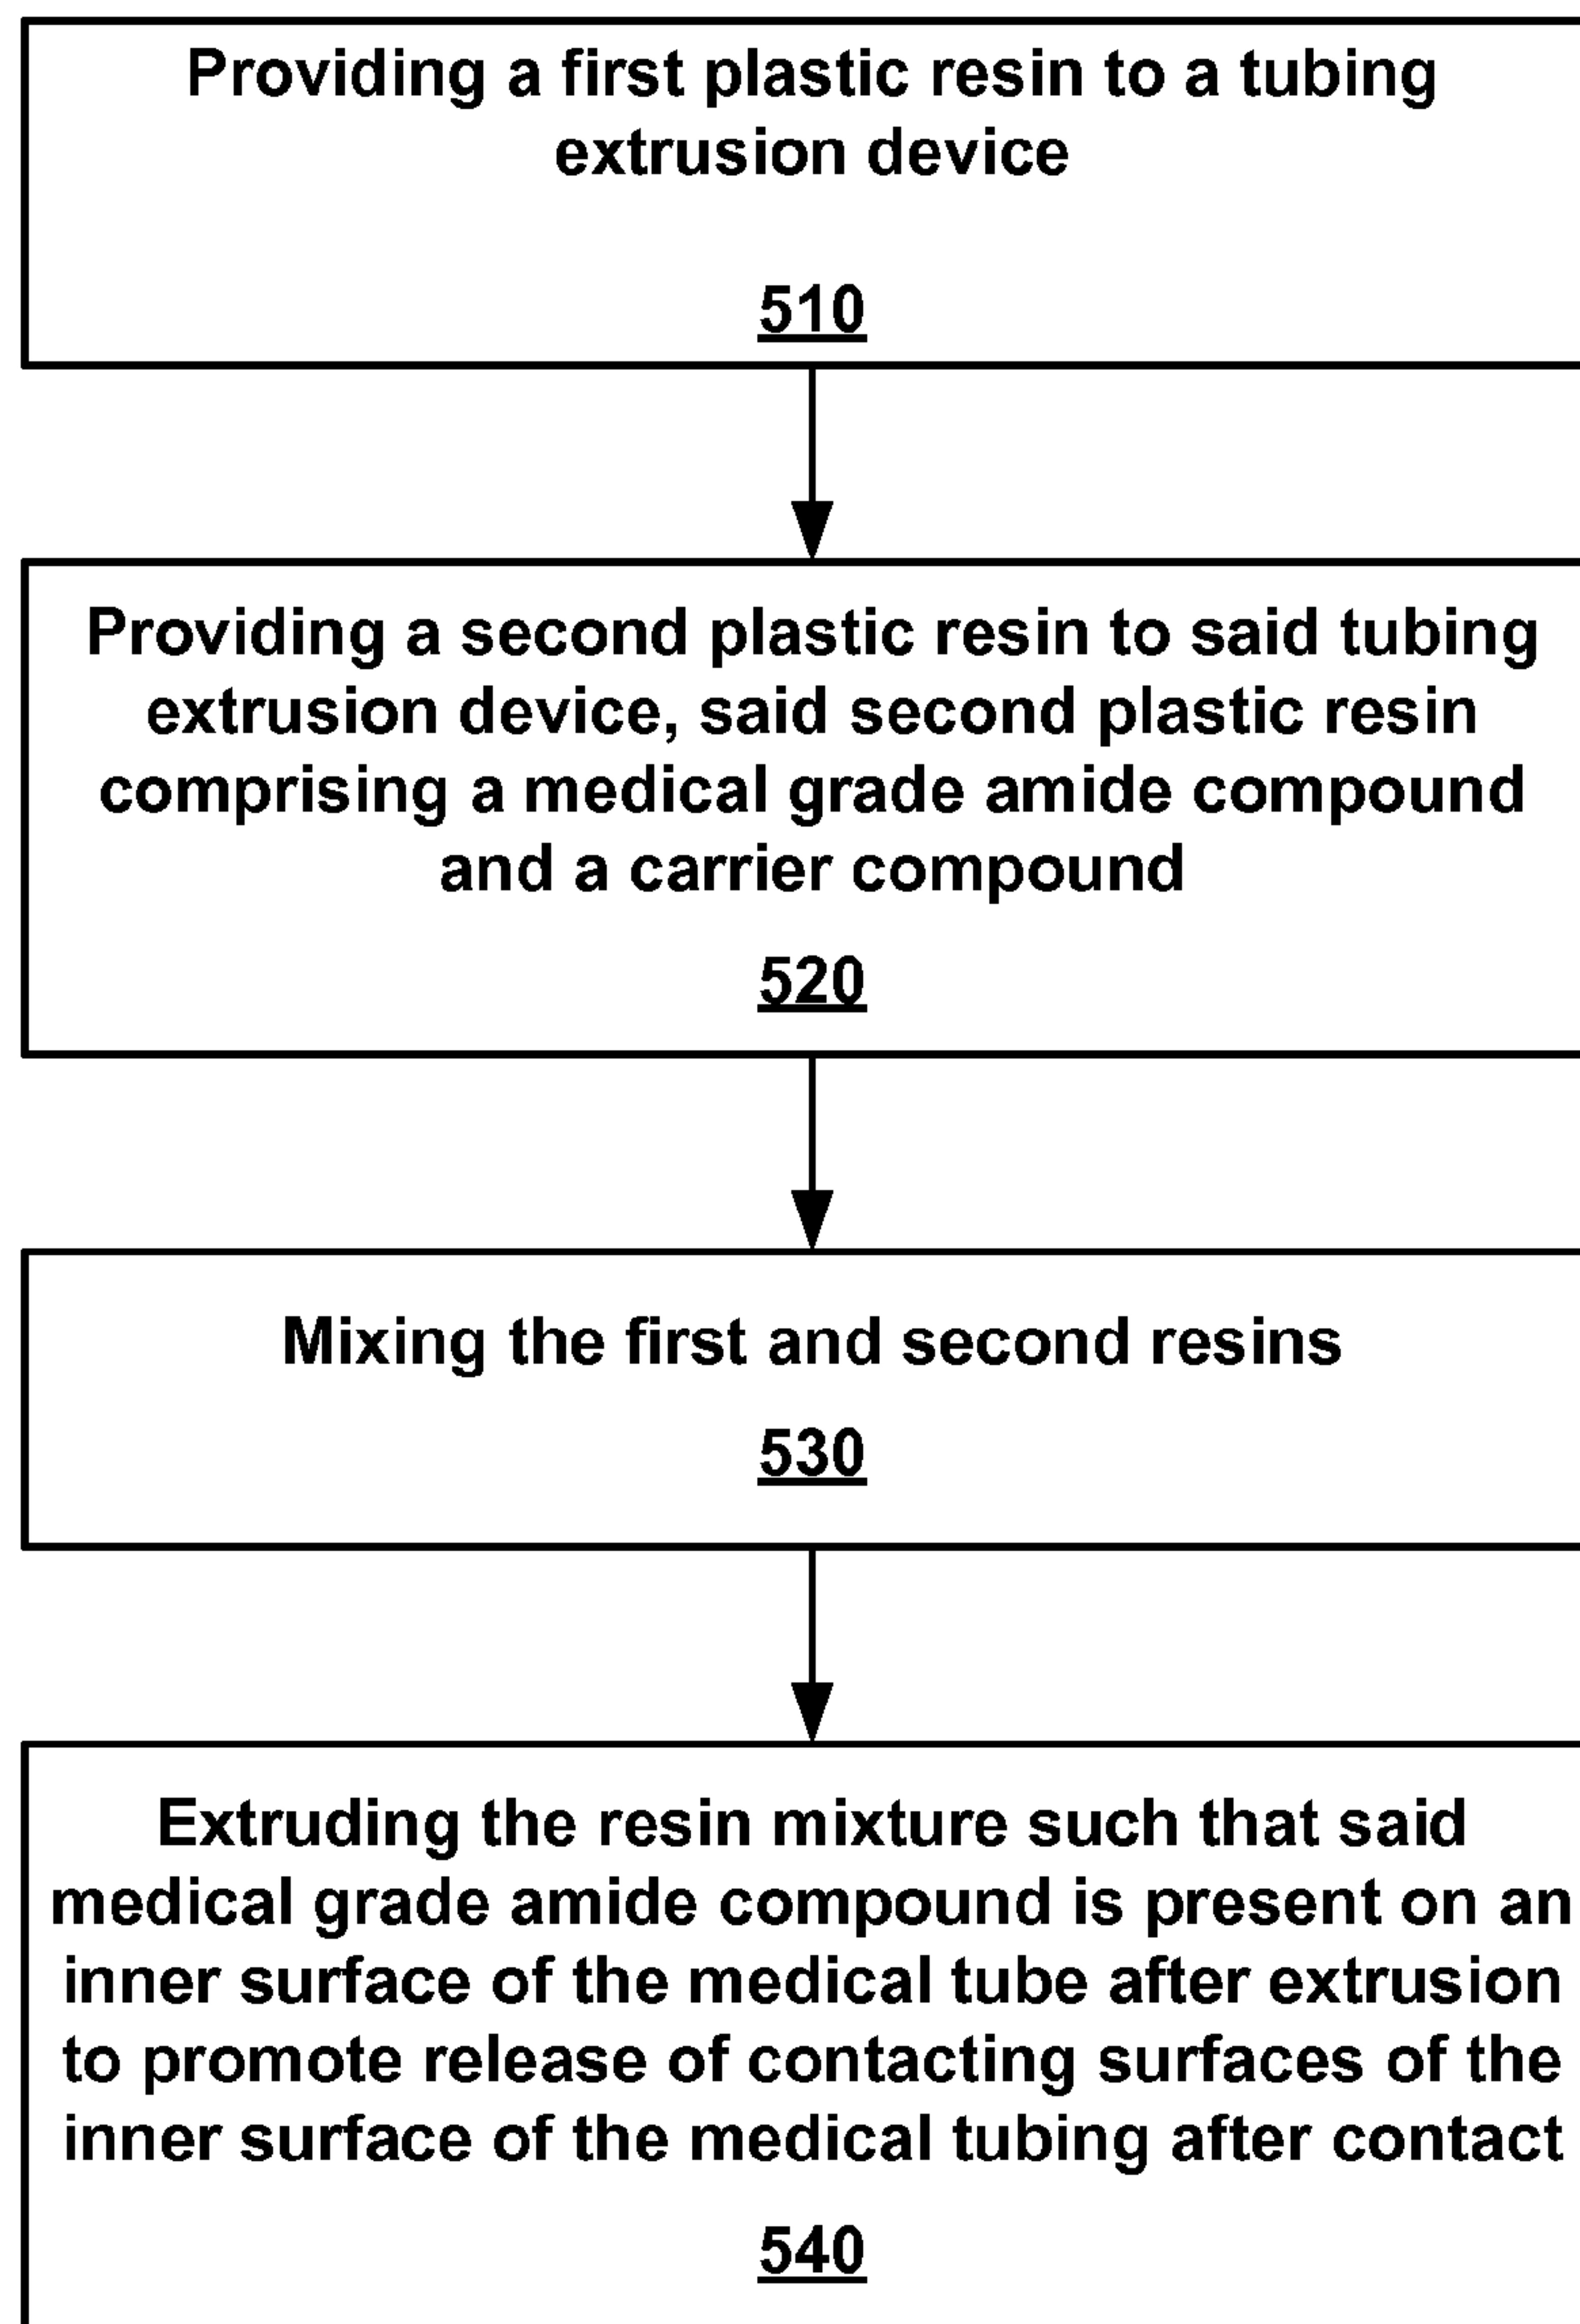 Providing a first plastic resin to a tubing
extrusion device
510
Providing a second plastic resin to said tubing
extrusion device, said second plastic resin
comprising a medical grade amide compound
and a carrier compound
520
Mixing the first and second resins
530
Extruding the resin mixture such that said
medical grade amide compound is present on an
inner surface of the medical tube after extrusion
to promote release of contacting surfaces of the
inner surface of the medical tubing after contact
540